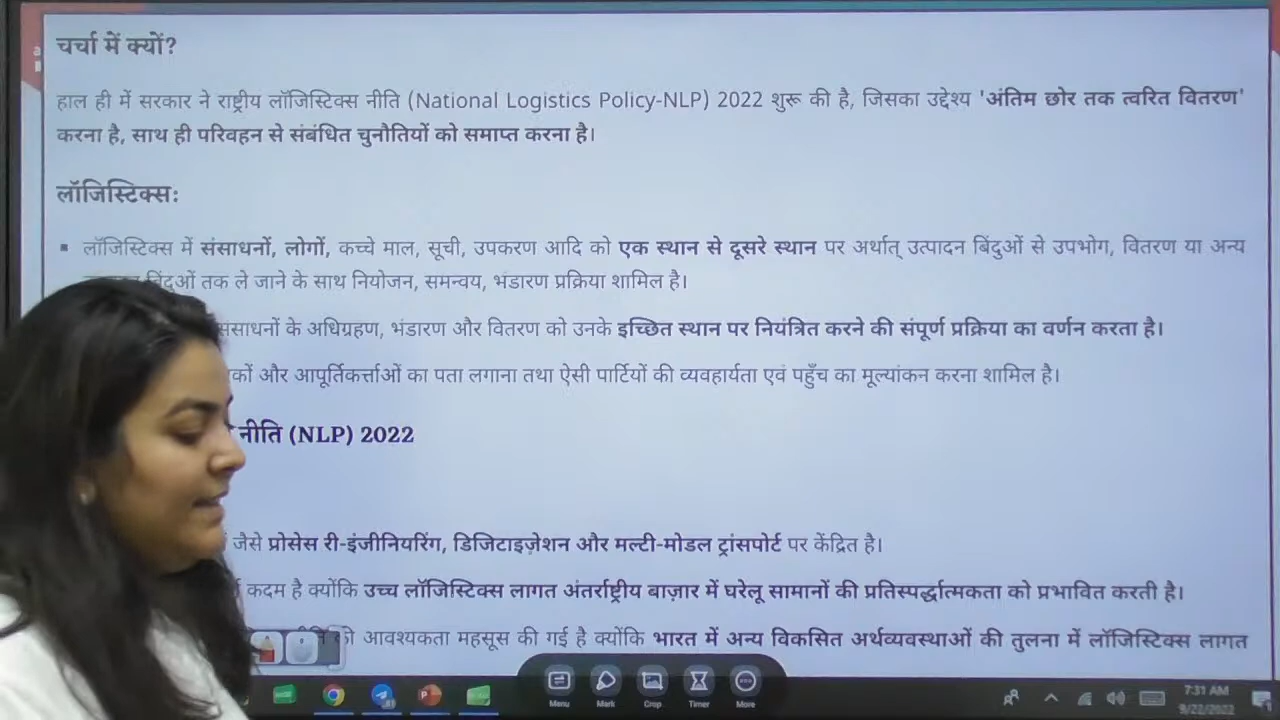 चर्चा में क्यों?
हाल ही में सरकार ने राष्ट्रीय लॉजिस्टिक्स नीति (National Logistics Policy-NLP) 2022 शुरू की है, जिसका उद्देश्य 'अंतिम छोर तक त्वरित वितरण'
करना है, साथ ही परिवहन से संबंधित चुनौतियों को समाप्त करना है।
लॉजिस्टिक्स:
▪ लॉजिस्टिक्स में संसाधनों, लोगों, कच्चे माल, सूची, उपकरण आदि को एक स्थान से दूसरे स्थान पर अर्थात् उत्पादन बिंदुओं से उपभोग, वितरण या अन्य
बिंदुओं तक ले जाने के साथ नियोजन, समन्वय, भंडारण प्रक्रिया शामिल है।
संसाधनों के अधिग्रहण, भंडारण और वितरण को उनके इच्छित स्थान पर नियंत्रित करने की संपूर्ण प्रक्रिया का वर्णन करता है।
कों और आपूर्तिकर्त्ताओं का पता लगाना तथा ऐसी पार्टियों की व्यवहार्यता एवं पहुँच का मूल्यांकन करना शामिल है।
नीति (NLP) 2022
जैसे प्रोसेस री-इंजीनियरिंग, डिजिटाइज़ेशन और मल्टी-मोडल ट्रांसपोर्ट पर केंद्रित है।
कदम है क्योंकि उच्च लॉजिस्टिक्स लागत अंतर्राष्ट्रीय बाज़ार में घरेलू सामानों की प्रतिस्पर्द्धात्मकता को प्रभावित करती है।
आवश्यकता महसूस की गई है क्योंकि भारत में अन्य विकसित अर्थव्यवस्थाओं की तुलना में लॉजिस्टिक्स लागत
Menu Mark Crop Timer More
7:31 AM
9/22/2022